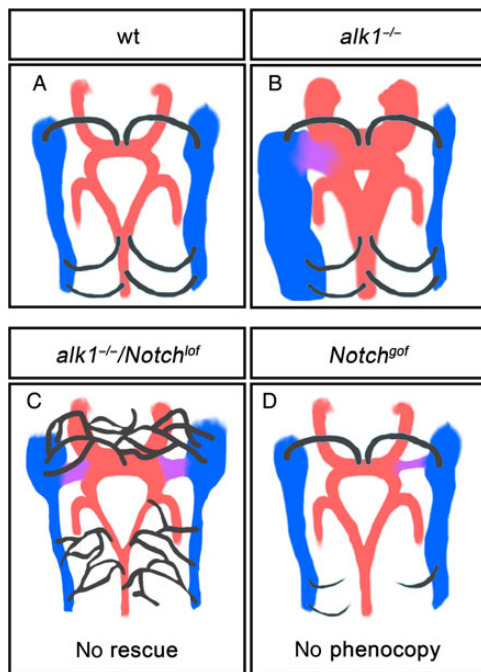 wt
alk1⁻/⁻
A
B
alk1⁻/⁻/Notchˡᵒᶠ
Notchᵍᵒᶠ
C
D
No rescue
No phenocopy